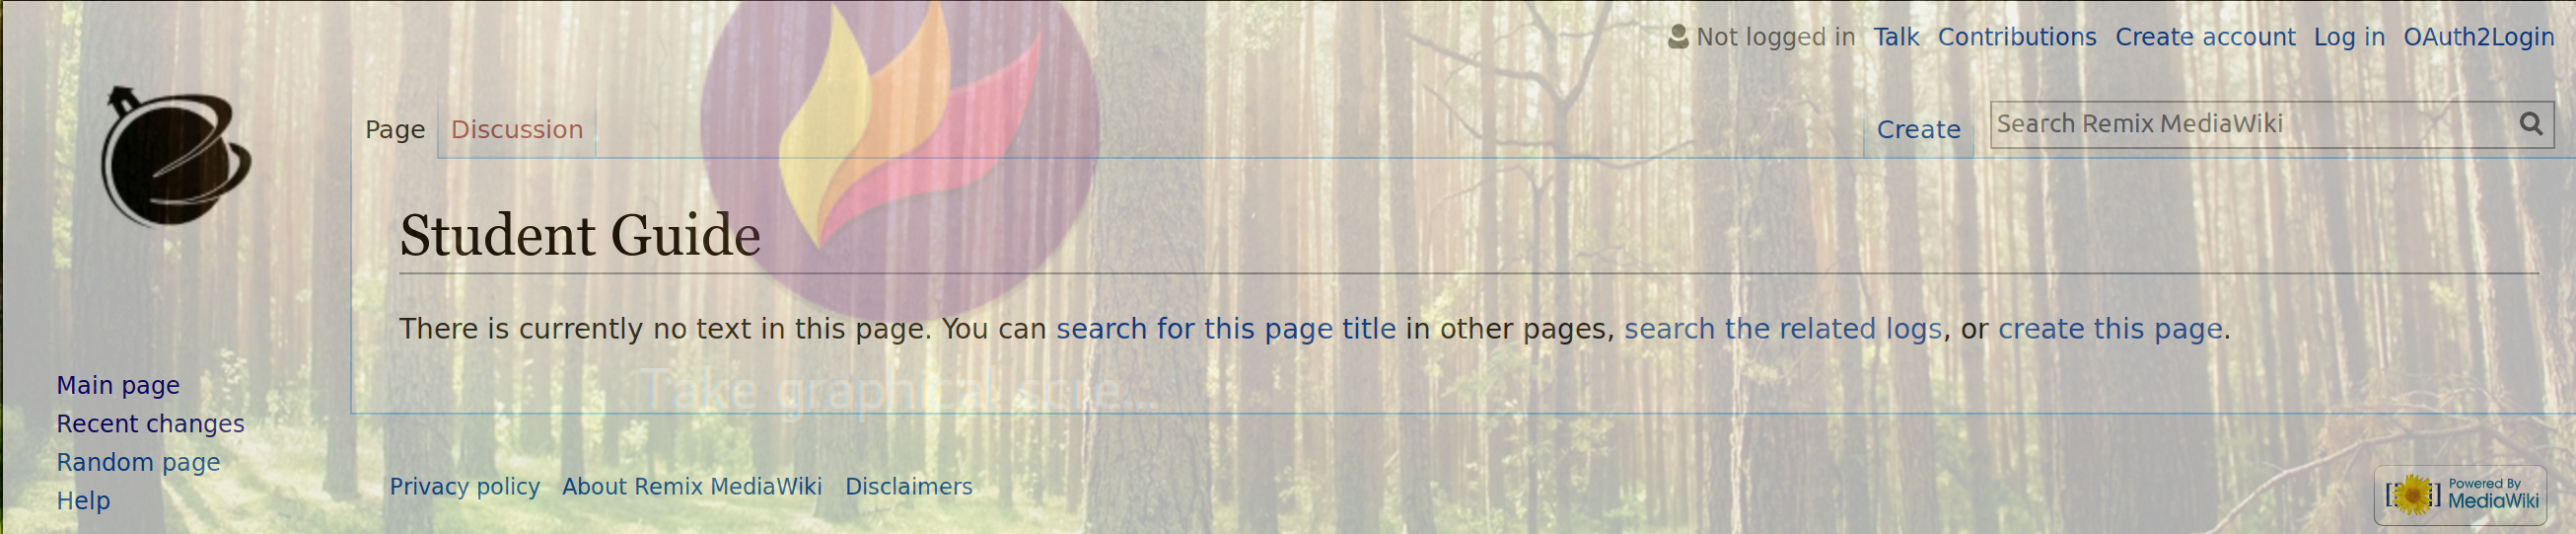 Not logged in Talk Contributions Create account Log in OAuth2Login
Page Discussion Create Search Remix MediaWiki
Student Guide
There is currently no text in this page. You can search for this page title in other pages, search the related logs, or create this page.
Take graphical scre...
Main page
Recent changes
Random page
Help
Privacy policy About Remix MediaWiki Disclaimers
Powered By
MediaWiki